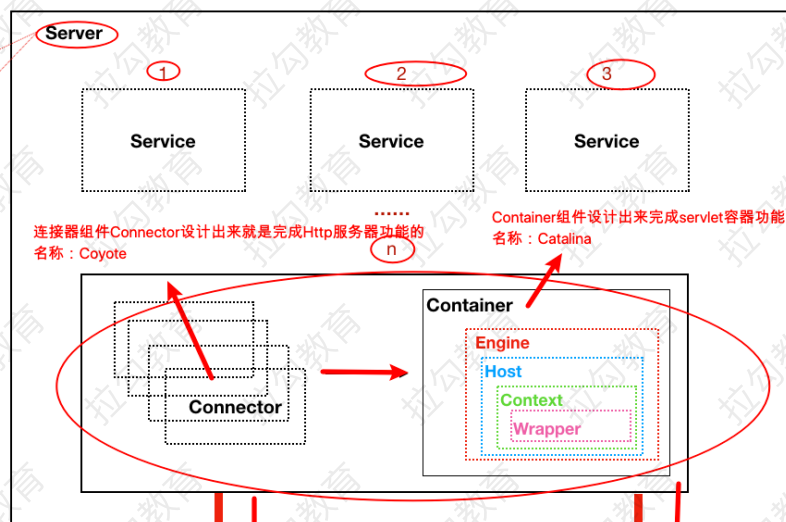 Server
1
2
3
Service
Service
Service
......
连接器组件Connector设计出来就是完成Http服务器功能的
名称：Coyote
Container组件设计出来完成servlet容器功能
名称：Catalina
n
Container
Engine
Host
Context
Wrapper
Connector
拉勾教育